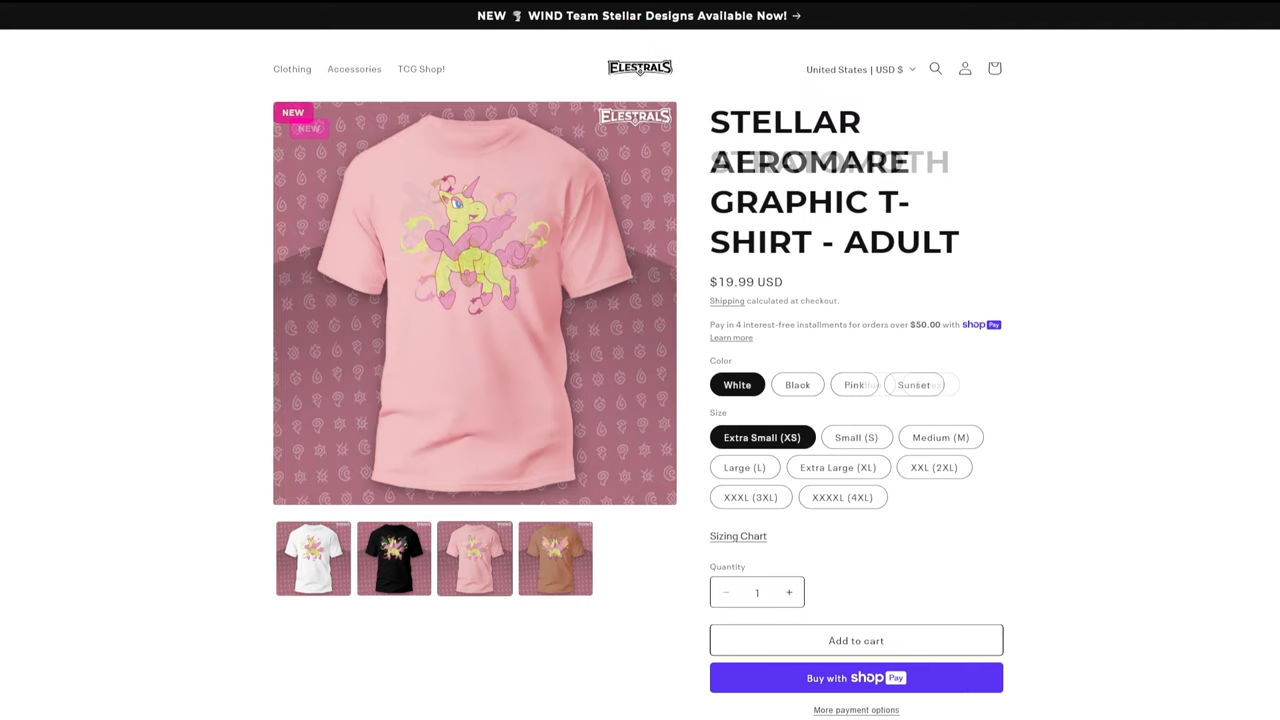 NEW WIND Team Stellar Designs Available Now! →
Clothing Accessories TCG Shop!
ELESTRALS
United States | USD $
NEW
NEW
ELESTRALS
STELLAR
AEROMARE
GRAPHIC T-
SHIRT - ADULT
$19.99 USD
Shipping calculated at checkout.
Pay in 4 interest-free installments for orders over $50.00 with shop Pay
Learn more
Color
White Black Pink Sunset
Size
Extra Small (XS) Small (S) Medium (M)
Large (L) Extra Large (XL) XXL (2XL)
XXXL (3XL) XXXXL (4XL)
Sizing Chart
Quantity
− 1 +
Add to cart
Buy with shop Pay
More payment options